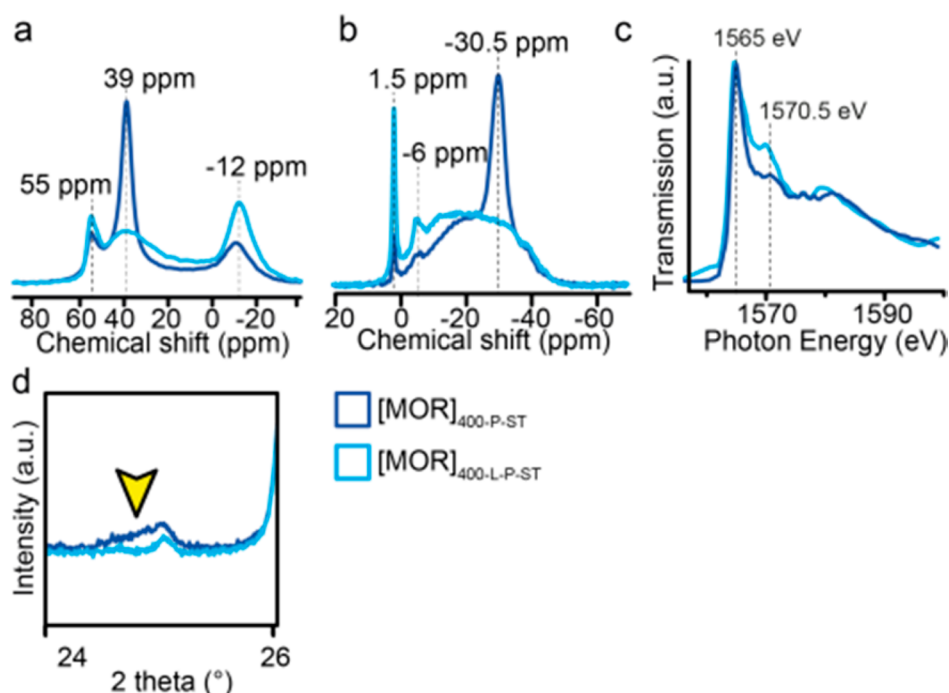 a
39 ppm
55 ppm
-12 ppm
80 60 40 20 0 -20
Chemical shift (ppm)
b
-30.5 ppm
1.5 ppm
-6 ppm
20 0 -20 -40 -60
Chemical shift (ppm)
c
1565 eV
1570.5 eV
Transmission (a.u.)
1570 1590
Photon Energy (eV)
d
Intensity (a.u.)
24 26
2 theta (°)
[MOR]400-P-ST
[MOR]400-L-P-ST